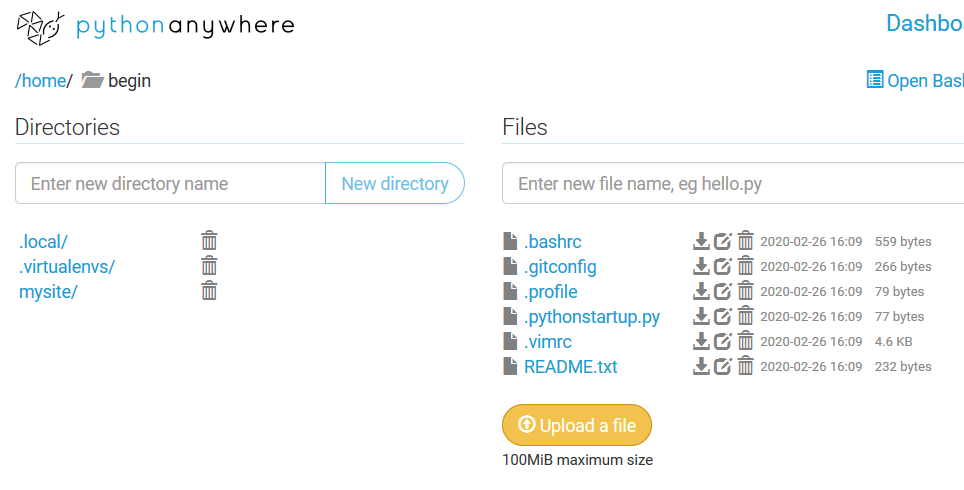 pythonanywhere
Dashbo
/home/ begin
Open Bash
Directories
Files
Enter new directory name
New directory
Enter new file name, eg hello.py
.local/
.virtualenvs/
mysite/
.bashrc 2020-02-26 16:09 559 bytes
.gitconfig 2020-02-26 16:09 266 bytes
.profile 2020-02-26 16:09 79 bytes
.pythonstartup.py 2020-02-26 16:09 77 bytes
.vimrc 2020-02-26 16:09 4.6 KB
README.txt 2020-02-26 16:09 232 bytes
Upload a file
100MiB maximum size